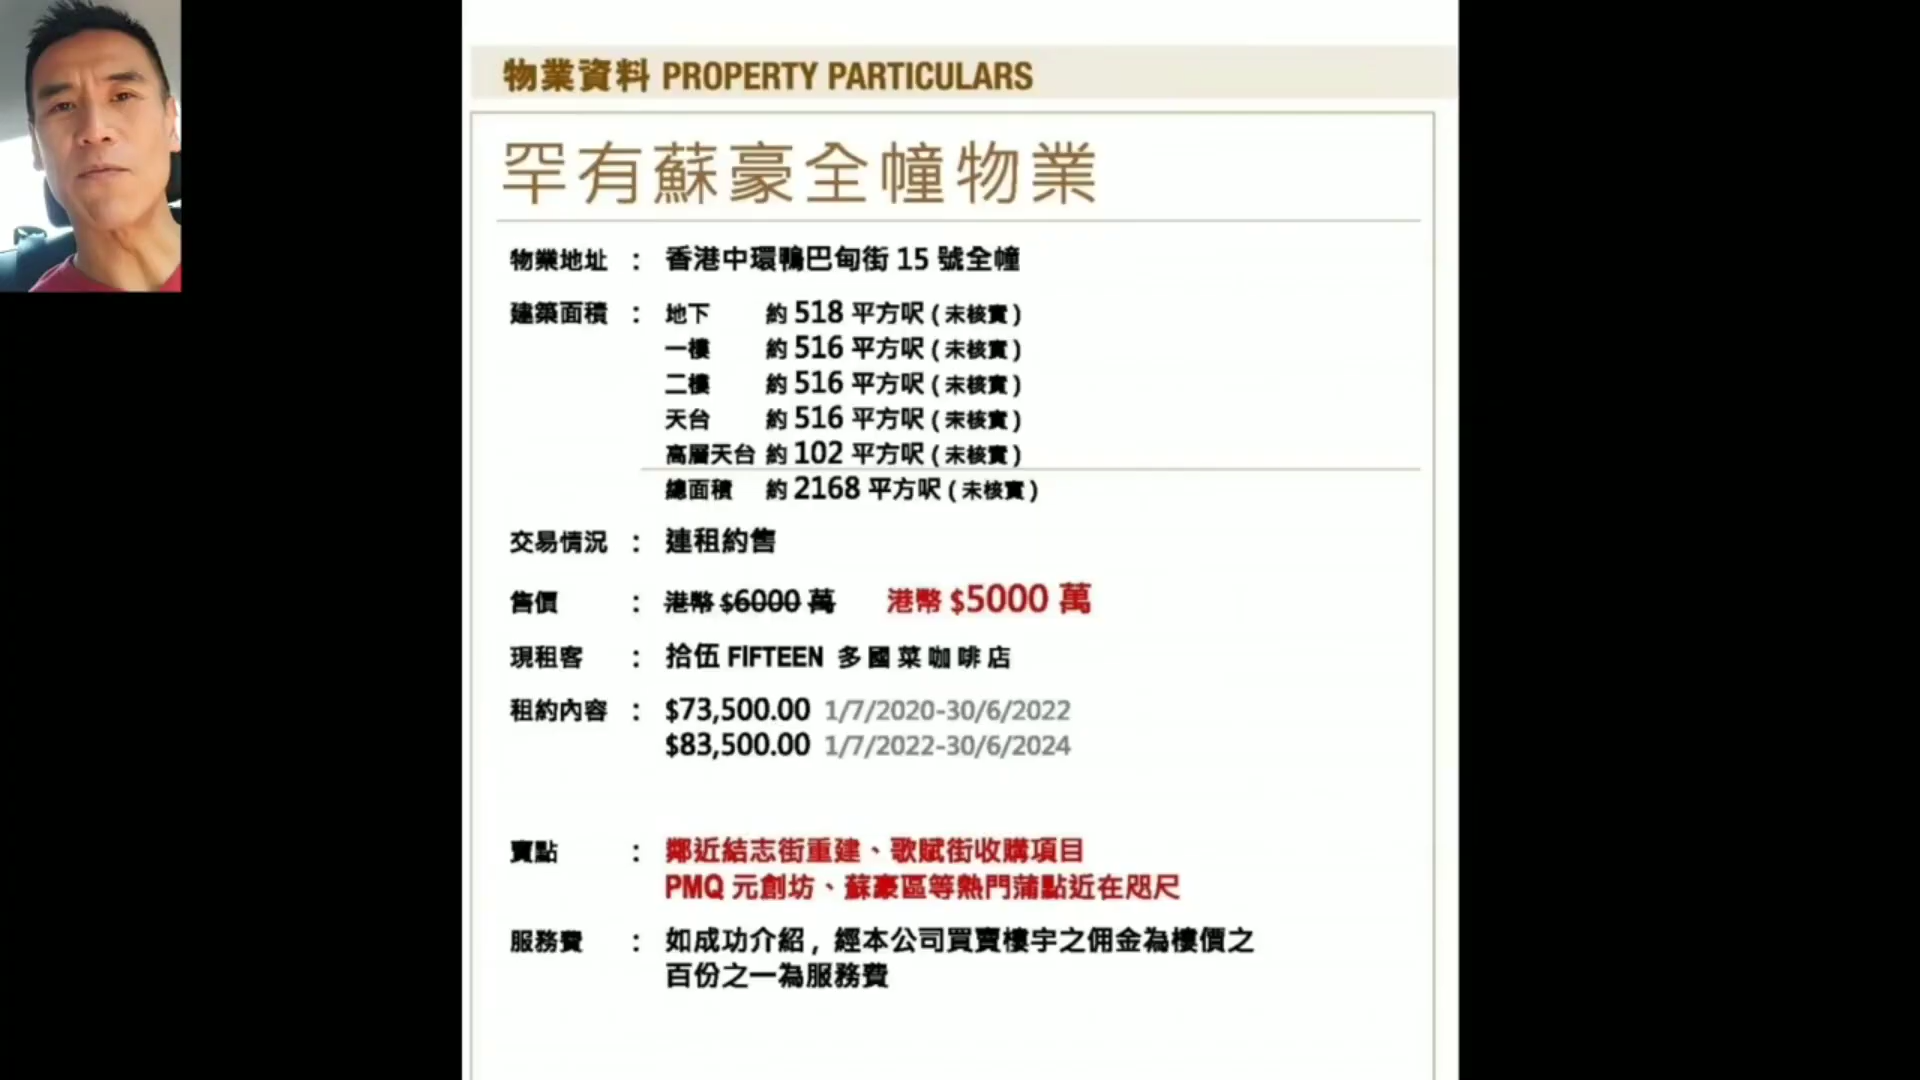 物業資料 PROPERTY PARTICULARS
罕有蘇豪全幢物業
物業地址 : 香港中環鴨巴甸街 15 號全幢
建築面積 : 地下 約 518 平方呎 ( 未核實 )
一樓 約 516 平方呎 ( 未核實 )
二樓 約 516 平方呎 ( 未核實 )
天台 約 516 平方呎 ( 未核實 )
高層天台 約 102 平方呎 ( 未核實 )
總面積 約 2168 平方呎 ( 未核實 )
交易情況 : 連租約售
售價 : 港幣 $6000 萬 港幣 $5000 萬
現租客 : 拾伍 FIFTEEN 多國菜咖啡店
租約內容 : $73,500.00 1/7/2020-30/6/2022
$83,500.00 1/7/2022-30/6/2024
賣點 : 鄰近結志街重建、歌賦街收購項目
PMQ 元創坊、蘇豪區等熱門蒲點近在咫尺
服務費 : 如成功介紹 , 經本公司買賣樓宇之佣金為樓價之
百份之一為服務費